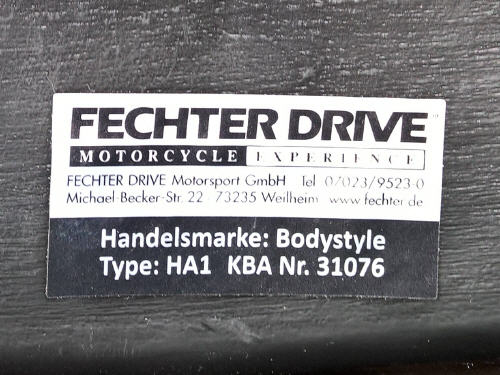 FECHTER DRIVE
MOTORCYCLE EXPERIENCE
FECHTER DRIVE Motorsport GmbH Tel 07023/9523-0
Michael-Becker-Str. 22 73235 Weilheim www.fechter.de
Handelsmarke: Bodystyle
Type: HA1 KBA Nr. 31076